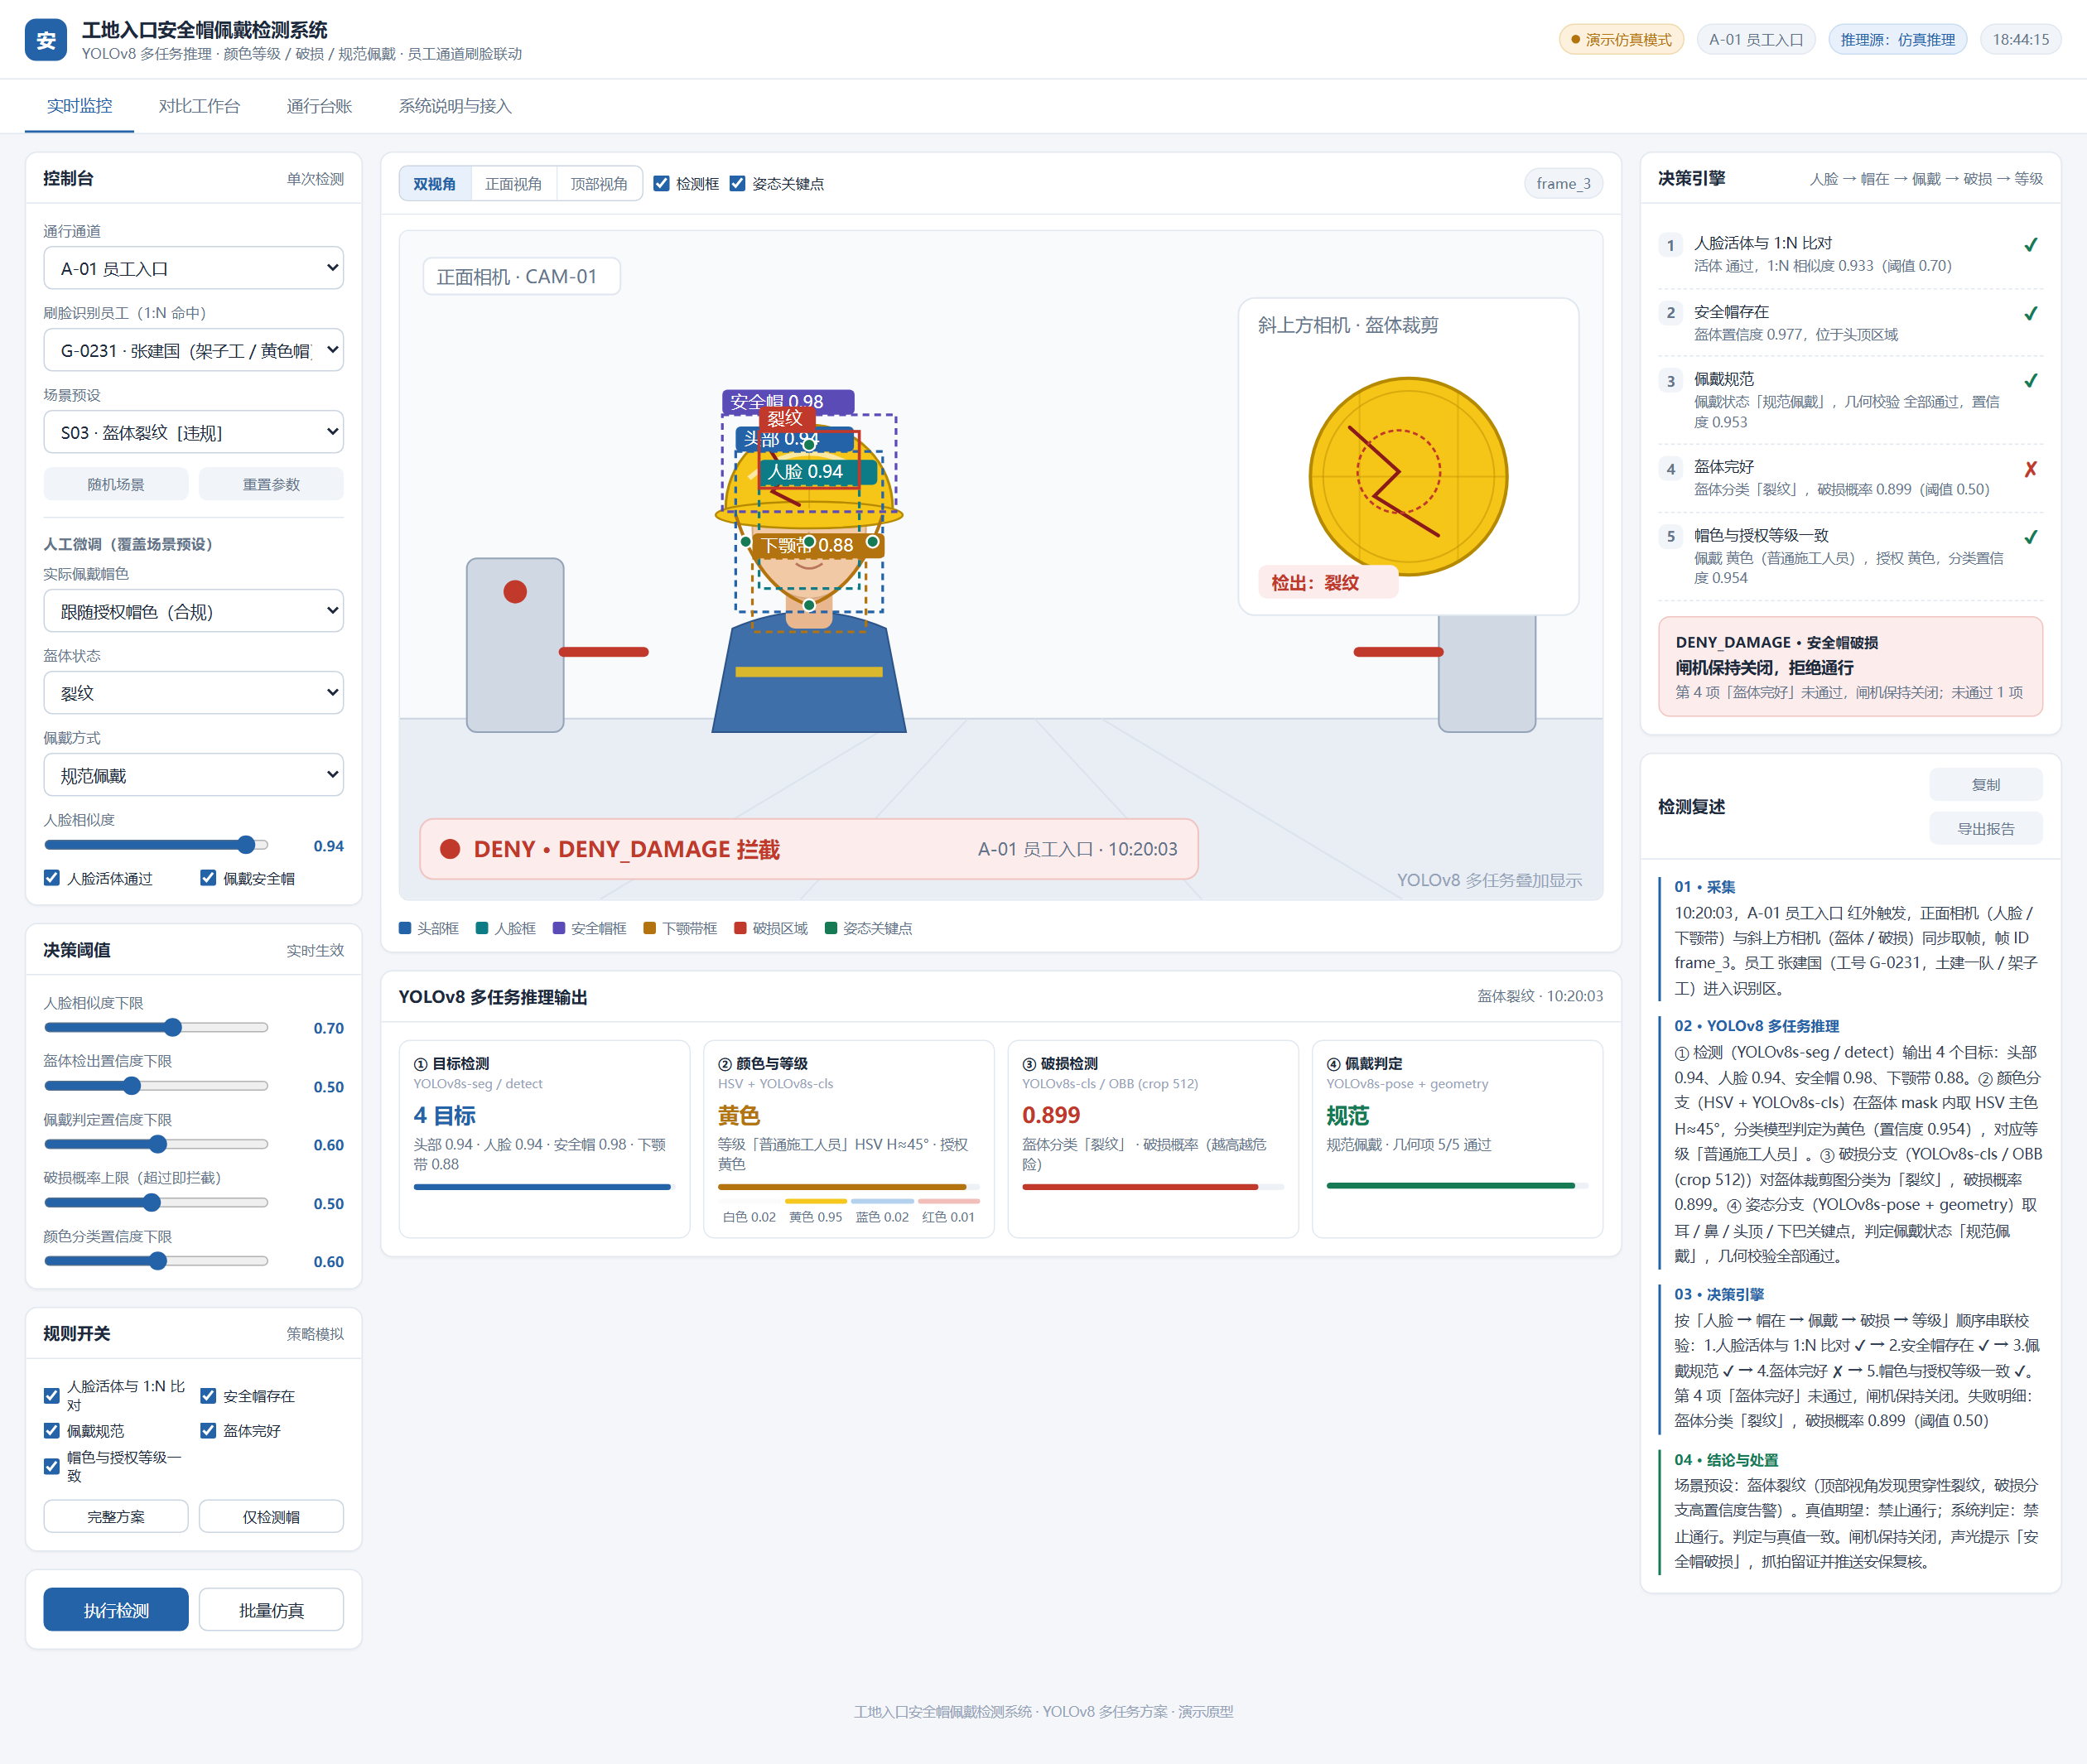 安
工地入口安全帽佩戴检测系统
YOLOv8 多任务推理 · 颜色等级 / 破损 / 规范佩戴 · 员工通道刷脸联动
演示仿真模式
A-01 员工入口
推理源：仿真推理
18:44:15
实时监控
对比工作台
通行台账
系统说明与接入
控制台
单次检测
通行通道
A-01 员工入口
刷脸识别员工（1:N 命中）
G-0231 · 张建国（架子工 / 黄色帽
场景预设
S03 · 盔体裂纹［违规］
随机场景
重置参数
人工微调（覆盖场景预设）
实际佩戴帽色
跟随授权帽色（合规）
盔体状态
裂纹
佩戴方式
规范佩戴
人脸相似度
0.94
人脸活体通过
佩戴安全帽
决策阈值
实时生效
人脸相似度下限
0.70
盔体检出置信度下限
0.50
佩戴判定置信度下限
0.60
破损概率上限（超过即拦截）
0.50
颜色分类置信度下限
0.60
规则开关
策略模拟
人脸活体与 1:N 比
对
安全帽存在
佩戴规范
盔体完好
帽色与授权等级一
致
完整方案
仅检测帽
执行检测
批量仿真
双视角
正面视角
顶部视角
检测框
姿态关键点
frame_3
正面相机 · CAM-01
斜上方相机 · 盔体裁剪
安全帽 0.98
裂纹
头部 0.94
人脸 0.94
下颚带 0.88
检出：裂纹
DENY · DENY_DAMAGE 拦截
A-01 员工入口 · 10:20:03
YOLOv8 多任务叠加显示
头部框
人脸框
安全帽框
下颚带框
破损区域
姿态关键点
YOLOv8 多任务推理输出
盔体裂纹 · 10:20:03
① 目标检测
YOLOv8s-seg / detect
4 目标
头部 0.94 · 人脸 0.94 · 安全帽 0.98 · 下颚
带 0.88
② 颜色与等级
HSV + YOLOv8s-cls
黄色
等级「普通施工人员」HSV H≈45° · 授权
黄色
白色 0.02
黄色 0.95
蓝色 0.02
红色 0.01
③ 破损检测
YOLOv8s-cls / OBB (crop 512)
0.899
盔体分类「裂纹」 · 破损概率（越高越危
险）
④ 佩戴判定
YOLOv8s-pose + geometry
规范
规范佩戴 · 几何项 5/5 通过
决策引擎
人脸 → 帽在 → 佩戴 → 破损 → 等级
1
人脸活体与 1:N 比对
✓
活体 通过，1:N 相似度 0.933（阈值 0.70）
2
安全帽存在
✓
盔体置信度 0.977，位于头顶区域
3
佩戴规范
✓
佩戴状态「规范佩戴」，几何校验 全部通过，置信
度 0.953
4
盔体完好
✗
盔体分类「裂纹」，破损概率 0.899（阈值 0.50）
5
帽色与授权等级一致
✓
佩戴 黄色（普通施工人员），授权 黄色，分类置信
度 0.954
DENY_DAMAGE · 安全帽破损
闸机保持关闭，拒绝通行
第 4 项「盔体完好」未通过，闸机保持关闭；未通过 1 项
检测复述
复制
导出报告
01 · 采集
10:20:03，A-01 员工入口 红外触发，正面相机（人脸 /
下颚带）与斜上方相机（盔体 / 破损）同步取帧，帧 ID
frame_3。员工 张建国（工号 G-0231，土建一队 / 架子
工）进入识别区。
02 · YOLOv8 多任务推理
① 检测（YOLOv8s-seg / detect）输出 4 个目标：头部
0.94、人脸 0.94、安全帽 0.98、下颚带 0.88。② 颜色分
支（HSV + YOLOv8s-cls）在盔体 mask 内取 HSV 主色
H≈45°，分类模型判定为黄色（置信度 0.954），对应等
级「普通施工人员」。③ 破损分支（YOLOv8s-cls / OBB
(crop 512)）对盔体裁剪图分类为「裂纹」，破损概率
0.899。④ 姿态分支（YOLOv8s-pose + geometry）取
耳 / 鼻 / 头顶 / 下巴关键点，判定佩戴状态「规范佩
戴」，几何校验全部通过。
03 · 决策引擎
按「人脸 → 帽在 → 佩戴 → 破损 → 等级」顺序串联校
验：1.人脸活体与 1:N 比对 ✓ → 2.安全帽存在 ✓ → 3.佩
戴规范 ✓ → 4.盔体完好 ✗ → 5.帽色与授权等级一致 ✓。
第 4 项「盔体完好」未通过，闸机保持关闭。失败明细：
盔体分类「裂纹」，破损概率 0.899（阈值 0.50）
04 · 结论与处置
场景预设：盔体裂纹（顶部视角发现贯穿性裂纹，破损分
支高置信度告警）。真值期望：禁止通行；系统判定：禁
止通行。判定与真值一致。闸机保持关闭，声光提示「安
全帽破损」，抓拍留证并推送安保复核。
工地入口安全帽佩戴检测系统 · YOLOv8 多任务方案 · 演示原型